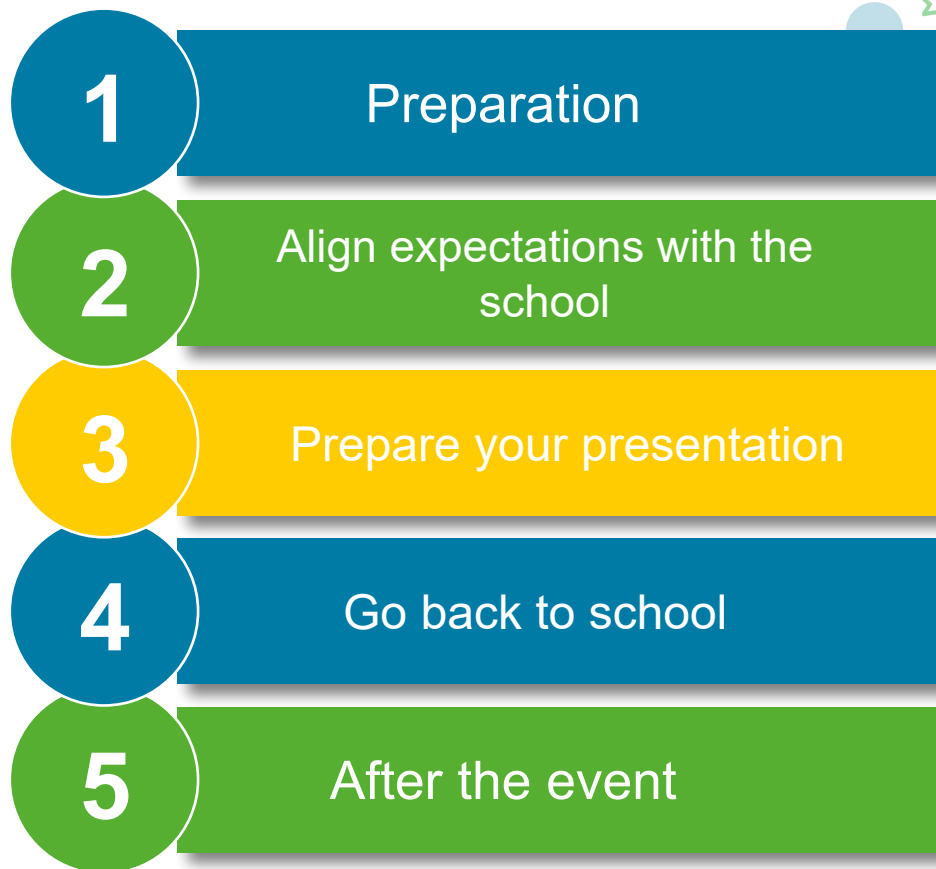 1
Preparation
2
Align expectations with the
school
3
Prepare your presentation
4
Go back to school
5
After the event